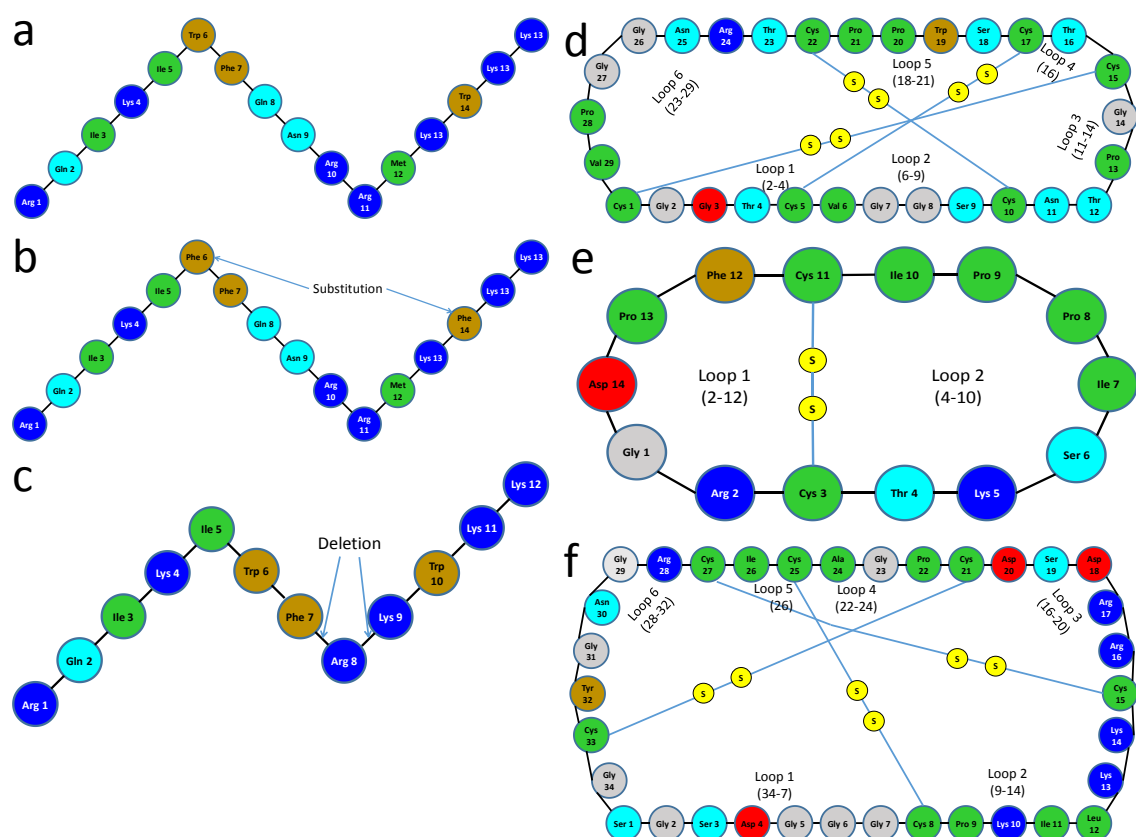 a
Arg 1
Gln 2
Ile 3
Lys 4
Ile 5
Trp 6
Phe 7
Gln 8
Asn 9
Arg
10
Arg
11
Met
12
Lys 13
Trp
14
Lys 13
Lys 13
b
Arg 1
Gln 2
Ile 3
Lys 4
Ile 5
Phe 6
Phe 7
Gln 8
Asn 9
Arg
10
Arg
11
Met
12
Lys 13
Phe
14
Lys 13
Lys 13
Substitution
c
Arg 1
Gln 2
Ile 3
Lys 4
Ile 5
Trp 6
Phe 7
Arg 8
Lys 9
Trp
10
Lys 11
Lys 12
Deletion
d
Gly
26
Asn
25
Arg
24
Thr
23
Cys
22
Pro
21
Pro
20
Trp
19
Ser
18
Cys
17
Thr
16
Cys
15
Gly
14
Pro
13
Thr
12
Asn
11
Cys
10
Ser 9
Gly 8
Gly 7
Val 6
Cys 5
Thr 4
Gly 3
Gly 2
Cys 1
Val 29
Pro
28
Gly
27
Loop 6
(23-29)
Loop 5
(18-21)
Loop 4
(16)
Loop 3
(11-14)
Loop 1
(2-4)
Loop 2
(6-9)
S
S
S
S
S
S
e
Phe 12
Cys 11
Ile 10
Pro 9
Pro 8
Ile 7
Ser 6
Lys 5
Thr 4
Cys 3
Arg 2
Gly 1
Asp 14
Pro 13
Loop 1
(2-12)
Loop 2
(4-10)
S
S
f
Gly
29
Arg
28
Cys
27
Ile
26
Cys
25
Ala
24
Gly
23
Pro
22
Cys
21
Asp
20
Ser
19
Asp
18
Arg
17
Arg
16
Cys
15
Lys
14
Lys
13
Leu
12
Ile 11
Lys 10
Pro 9
Cys 8
Gly 7
Gly 6
Gly 5
Asp 4
Ser 3
Gly 2
Ser 1
Gly
34
Cys
33
Tyr
32
Gly
31
Asn
30
Loop 6
(28-32)
Loop 5
(26)
Loop 4
(22-24)
Loop 3
(16-20)
Loop 1
(34-7)
Loop 2
(9-14)
S
S
S
S
S
S